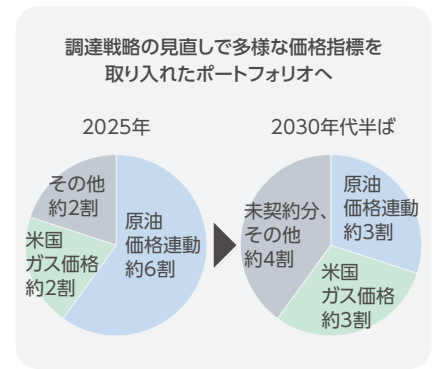 調達戦略の見直しで多様な価格指標を
取り入れたポートフォリオへ
2025年
その他
約2割
米国
ガス価格
約2割
原油
価格連動
約6割
2030年代半ば
未契約分、
その他
約4割
原油
価格連動
約3割
米国
ガス価格
約3割